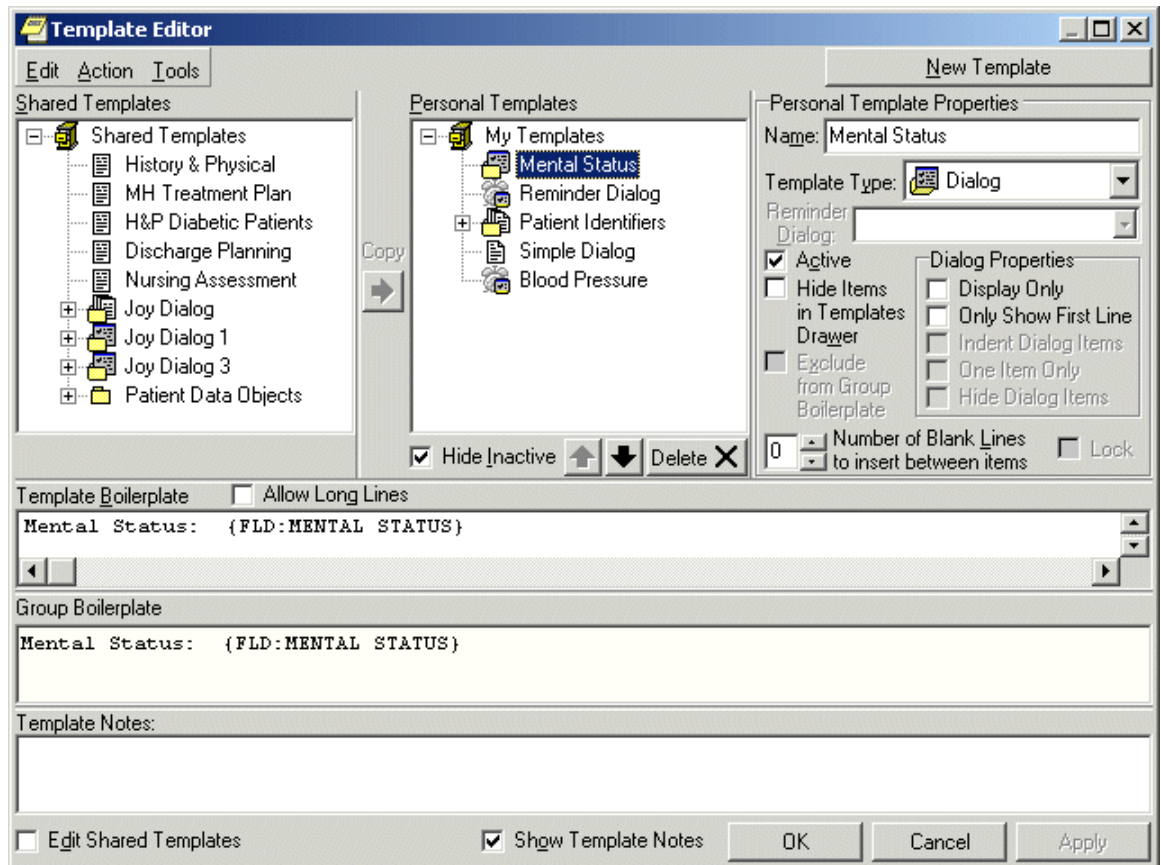 Template Editor
Edit Action Tools
New Template
Shared Templates
Shared Templates
History & Physical
MH Treatment Plan
H&P Diabetic Patients
Discharge Planning
Nursing Assessment
Joy Dialog
Joy Dialog 1
Joy Dialog 3
Patient Data Objects
Copy
Personal Templates
My Templates
Mental Status
Reminder Dialog
Patient Identifiers
Simple Dialog
Blood Pressure
Hide Inactive
Delete
Personal Template Properties
Name: Mental Status
Template Type: Dialog
Reminder
Dialog:
Active
Hide Items
in Templates
Drawer
Exclude
from Group
Boilerplate
Dialog Properties
Display Only
Only Show First Line
Indent Dialog Items
One Item Only
Hide Dialog Items
0 Number of Blank Lines
to insert between items
Lock
Template Boilerplate Allow Long Lines
Mental Status: {FLD:MENTAL STATUS}
Group Boilerplate
Mental Status: {FLD:MENTAL STATUS}
Template Notes:
Edit Shared Templates Show Template Notes OK Cancel Apply